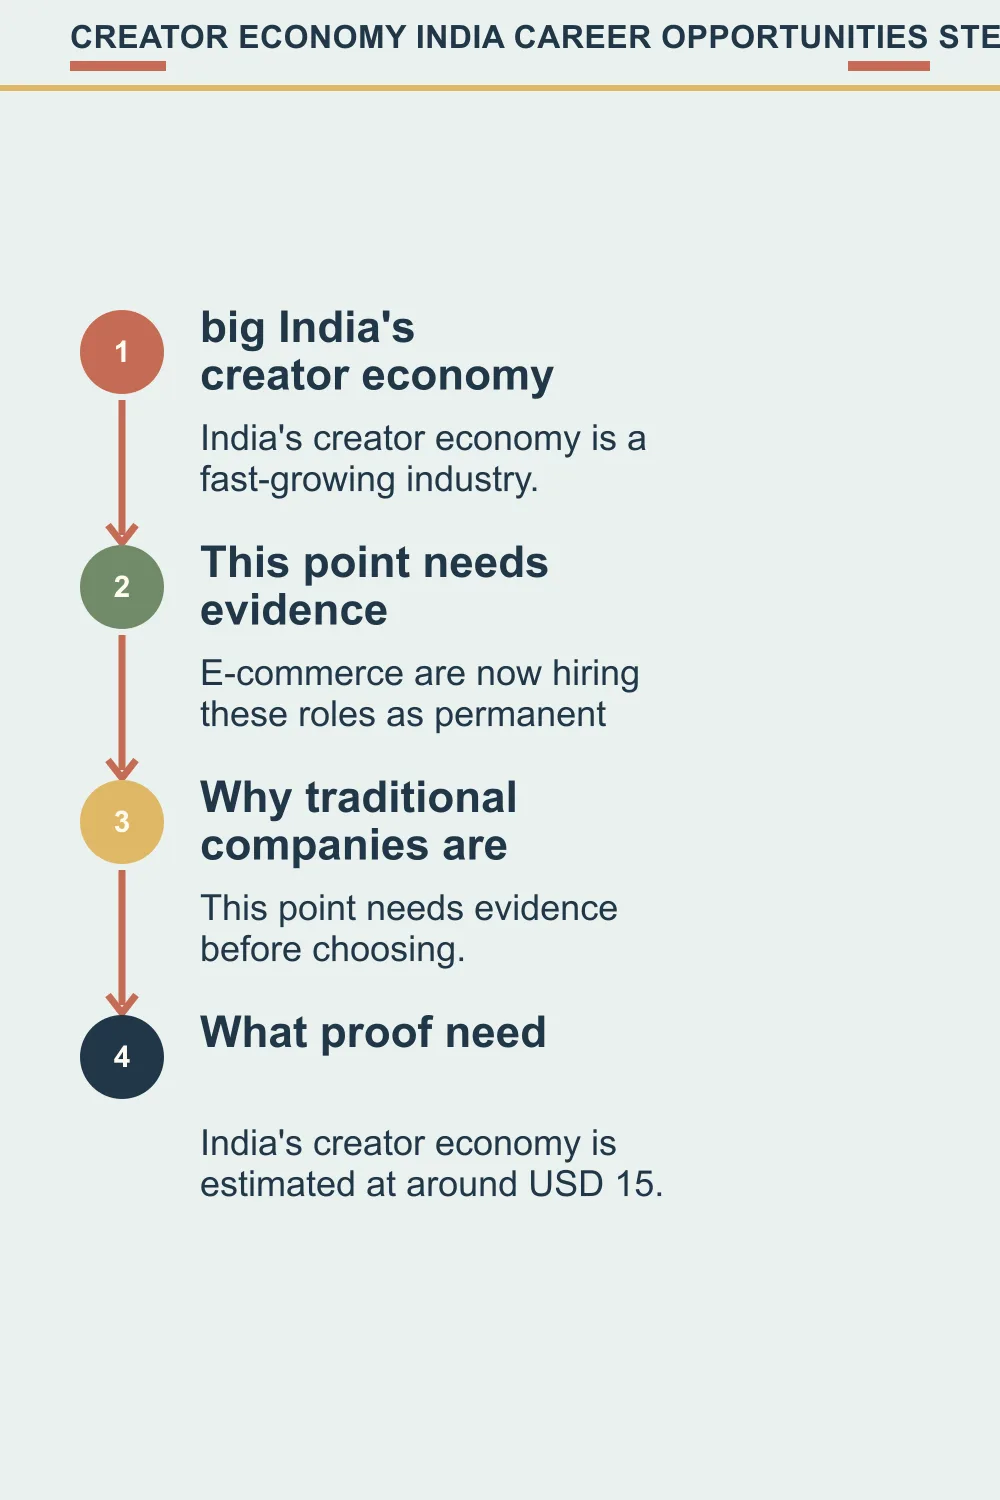 CREATOR ECONOMY INDIA CAREER OPPORTUNITIES STE
1
big India's
creator economy
India's creator economy is a
fast-growing industry.
2
This point needs
evidence
E-commerce are now hiring
these roles as permanent
3
Why traditional
companies are
This point needs evidence
before choosing.
4
What proof need
India's creator economy is
estimated at around USD 15.